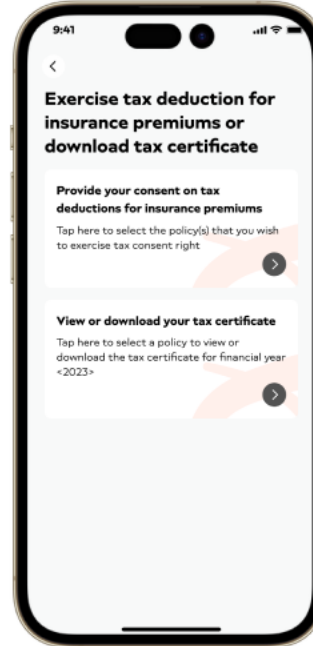 9:41
Exercise tax deduction for
insurance premiums or
download tax certificate
Provide your consent on tax
deductions for insurance premiums
Tap here to select the policy(s) that you wish
to exercise tax consent right
View or download your tax certificate
Tap here to select a policy to view or
download the tax certificate for financial year
<2023>